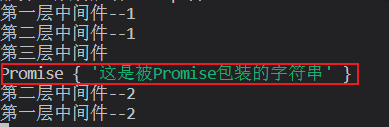 第一层中间件--1
第二层中间件--1
第三层中间件
Promise { '这是被Promise包装的字符串' }
第二层中间件--2
第一层中间件--2